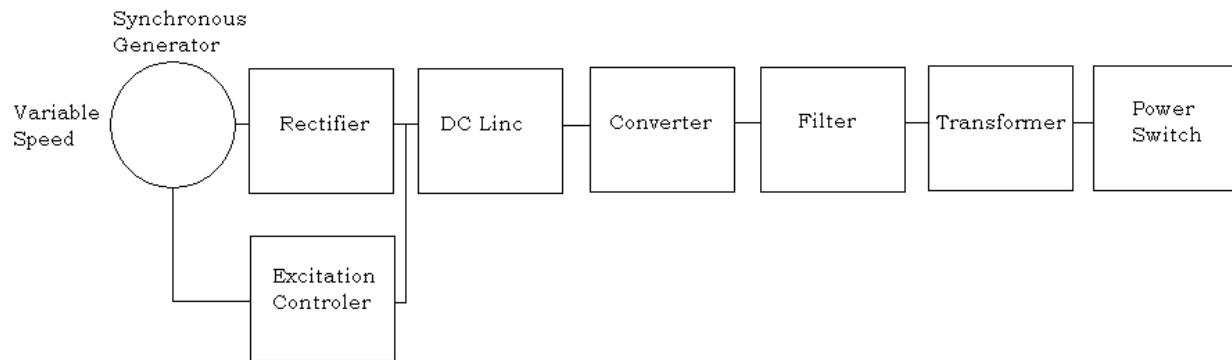 Synchronous
Generator
Variable
Speed
Rectifier
DC Linc
Converter
Filter
Transformer
Power
Switch
Excitation
Controler